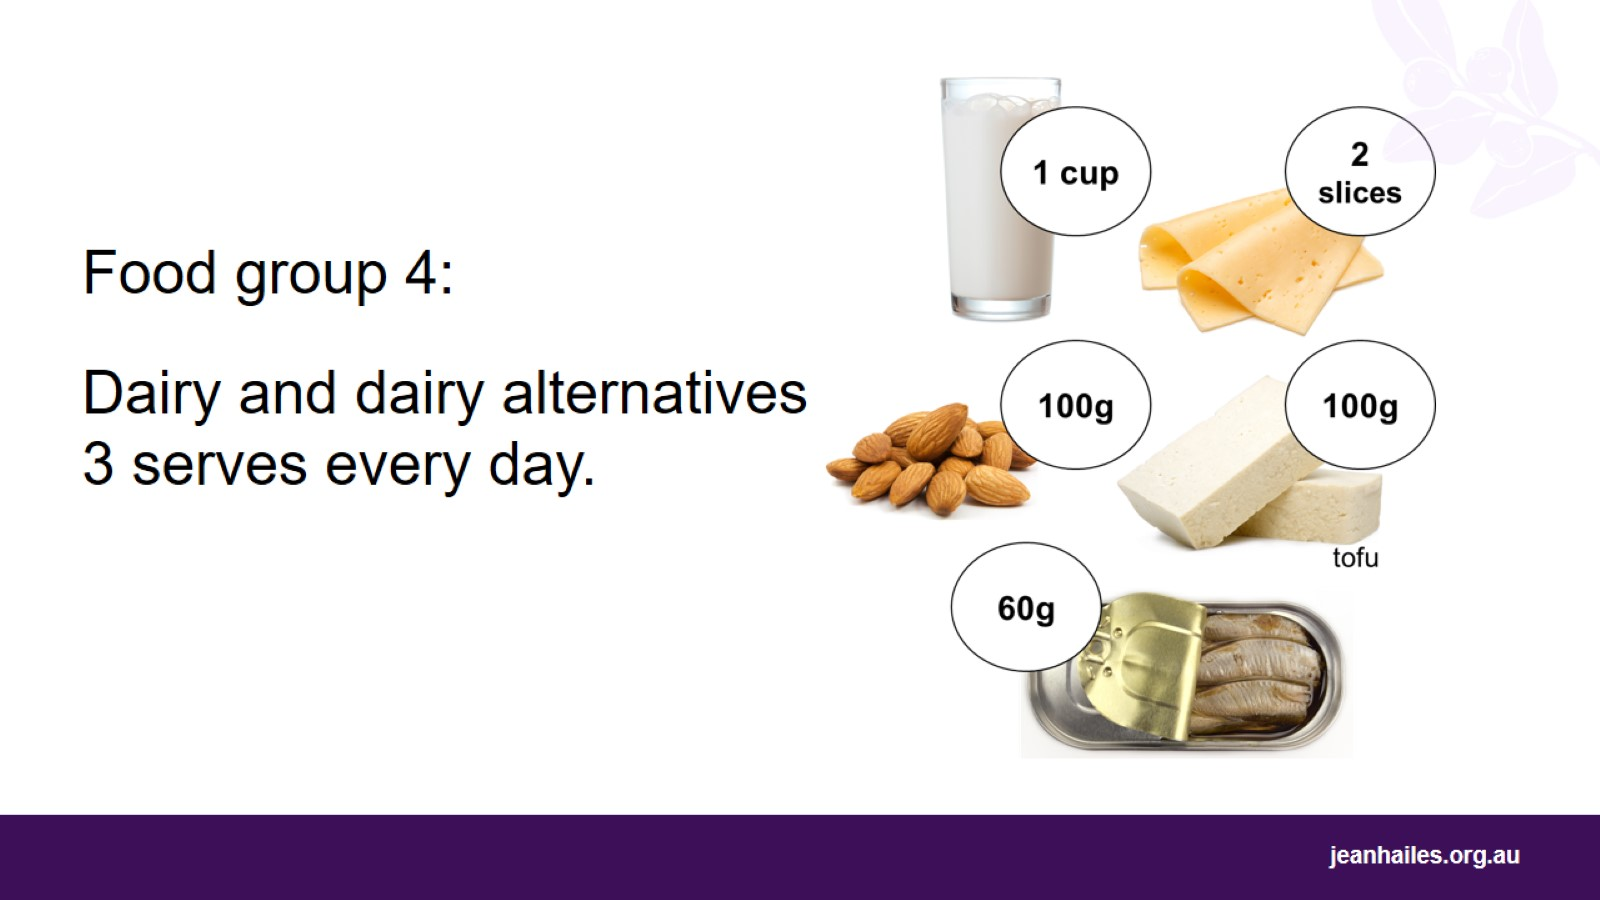 Food group 4:
Dairy and dairy alternatives
3 serves every day.
1 cup
2
slices
100g
100g
tofu
60g
jeanhailes.org.au